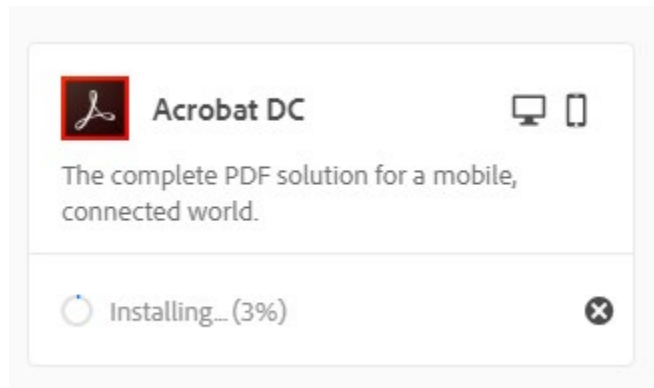 Acrobat DC
The complete PDF solution for a mobile,
connected world.
Installing... (3%)